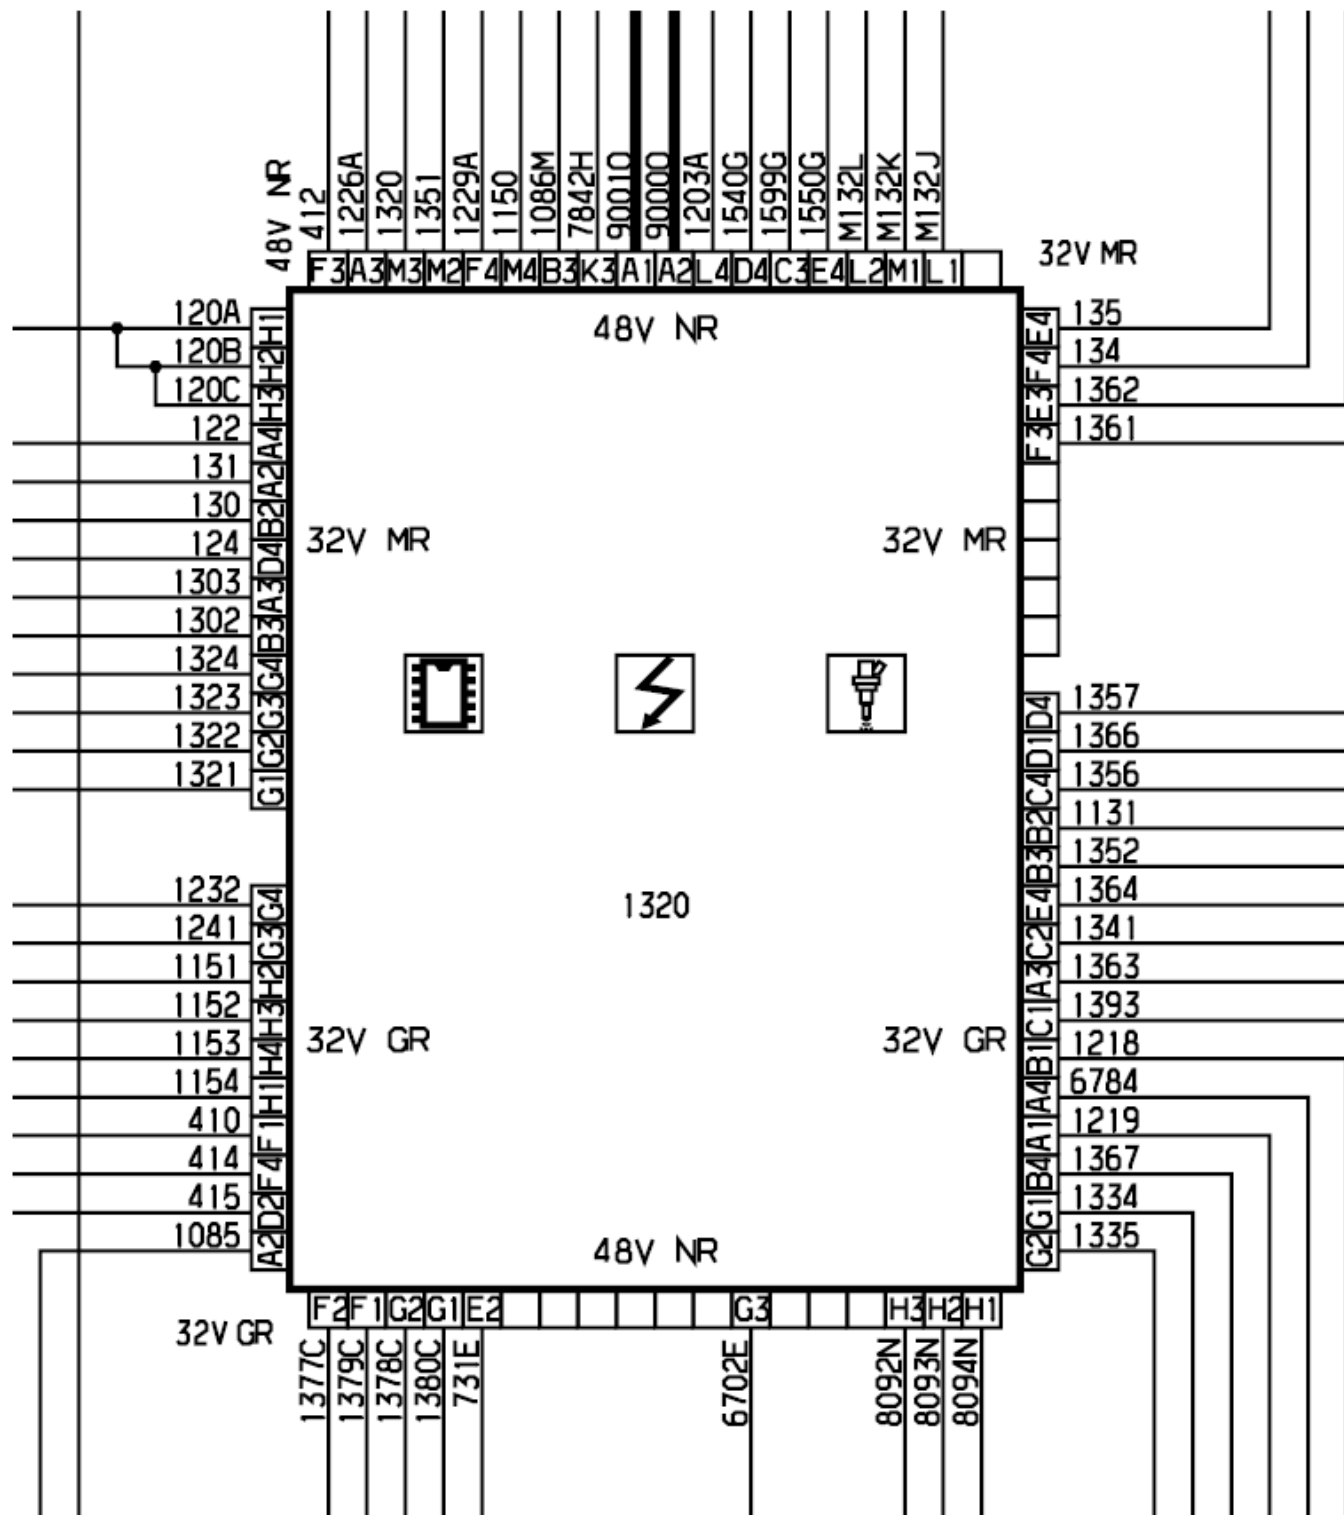 48V NR
412
1226A
1320
1351
1229A
1150
1086M
7842H
9001O
9000O
1203A
1540G
1599G
1550G
M132L
M132K
M132J
F3 A3 M3 M2 F4 M4 B3 K3 A1 A2 L4 D4 C3 E4 L2 M1 L1
32V MR
48V NR
120A H1
120B H2
120C H3
122 A4
131 A2
130 B2
124 D4
1303 A3
1302 B3
1324 G4
1323 G3
1322 G2
1321 G1
E4 135
F4 134
E3 1362
F3 1361
32V MR 32V MR
D4 1357
D1 1366
C4 1356
B2 1131
B3 1352
E4 1364
C2 1341
A3 1363
C1 1393
B1 1218
A4 6784
A1 1219
B4 1367
G1 1334
G2 1335
1320
1232 G4
1241 G3
1151 H2
1152 H3
1153 H4
1154 H1
410 F1
414 F4
415 D2
1085 A2
32V GR 32V GR
48V NR
32V GR
F2 F1 G2 G1 E2 G3 H3 H2 H1
1377C
1379C
1378C
1380C
731E
6702E
8092N
8093N
8094N